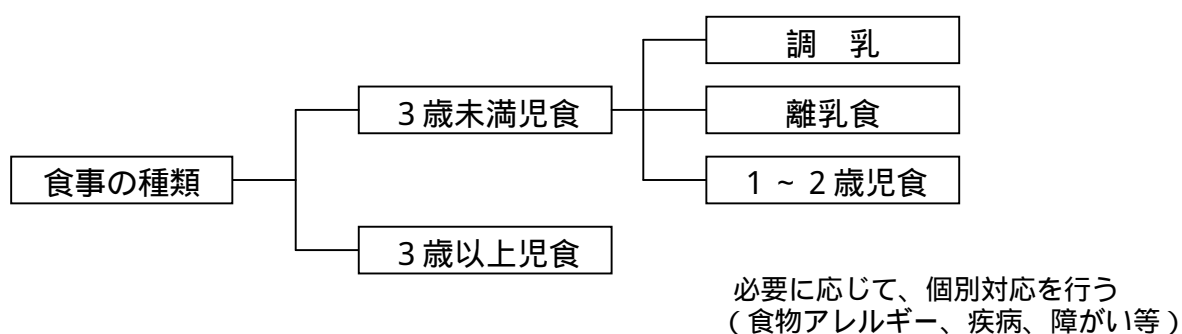 食事の種類
３歳未満児食
調　乳
離乳食
１～２歳児食
３歳以上児食
必要に応じて、個別対応を行う
（食物アレルギー、疾病、障がい等）